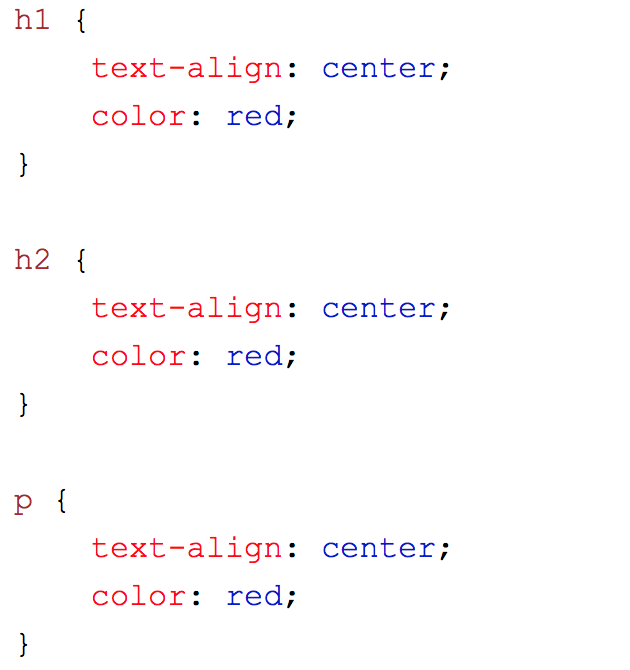 h1 {
    text-align: center;
    color: red;
}

h2 {
    text-align: center;
    color: red;
}

p {
    text-align: center;
    color: red;
}